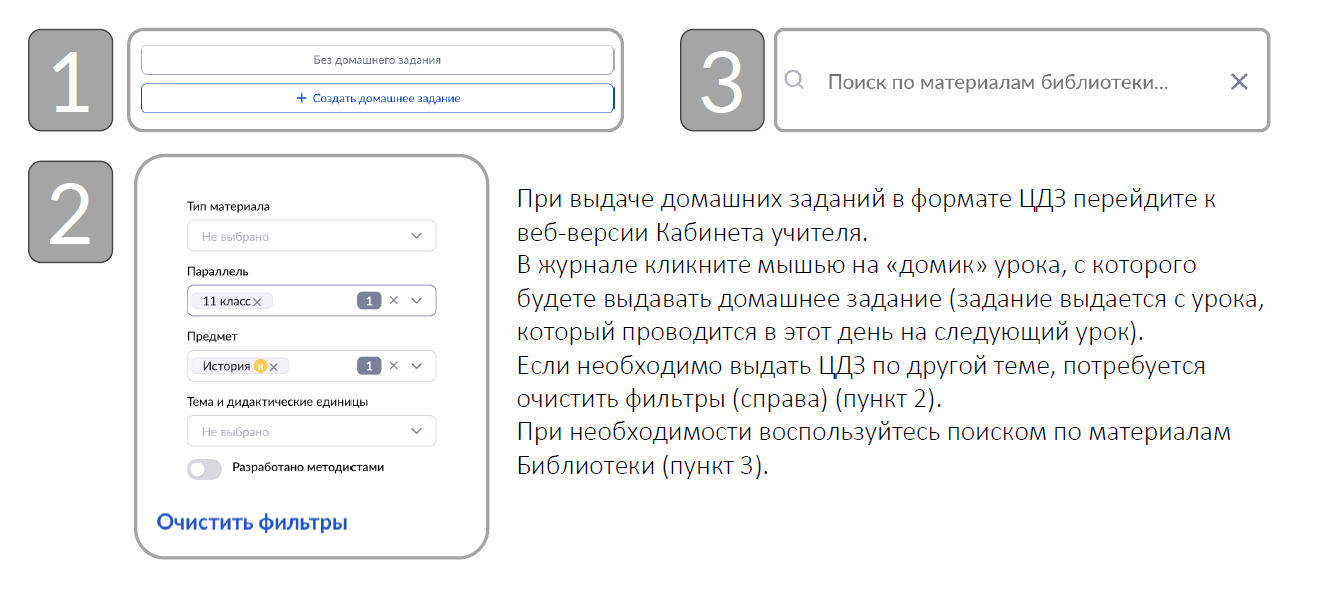 1
Без домашнего задания
+ Создать домашнее задание
3
Поиск по материалам библиотеки...
2
Тип материала
Не выбрано
Параллель
11 класс 1
Предмет
История к 1
Тема и дидактические единицы
Не выбрано
Разработано методистами
Очистить фильтры
При выдаче домашних заданий в формате ЦДЗ перейдите к
веб-версии Кабинета учителя.
В журнале кликните мышью на «домик» урока, с которого
будете выдавать домашнее задание (задание выдается с урока,
который проводится в этот день на следующий урок).
Если необходимо выдать ЦДЗ по другой теме, потребуется
очистить фильтры (справа) (пункт 2).
При необходимости воспользуйтесь поиском по материалам
Библиотеки (пункт 3).